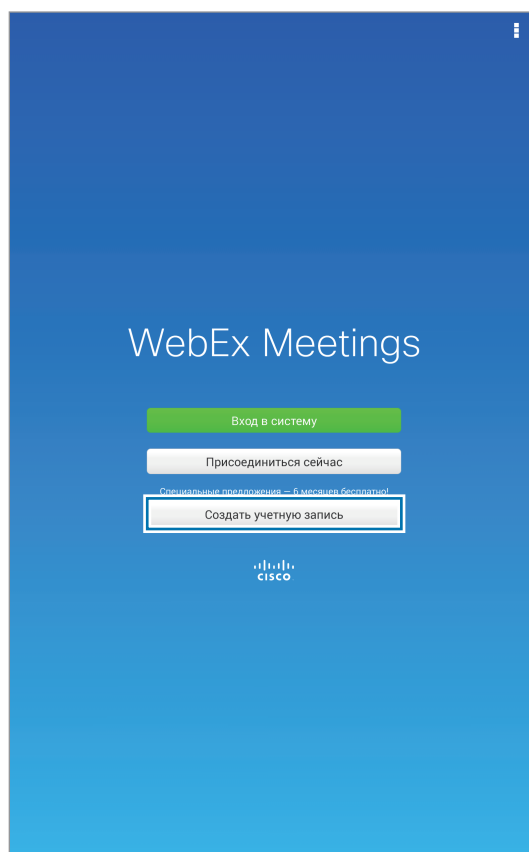 WebEx Meetings
Вход в систему
Присоединиться сейчас
Специальные предложения — 6 месяцев бесплатно!
Создать учетную запись
CISCO